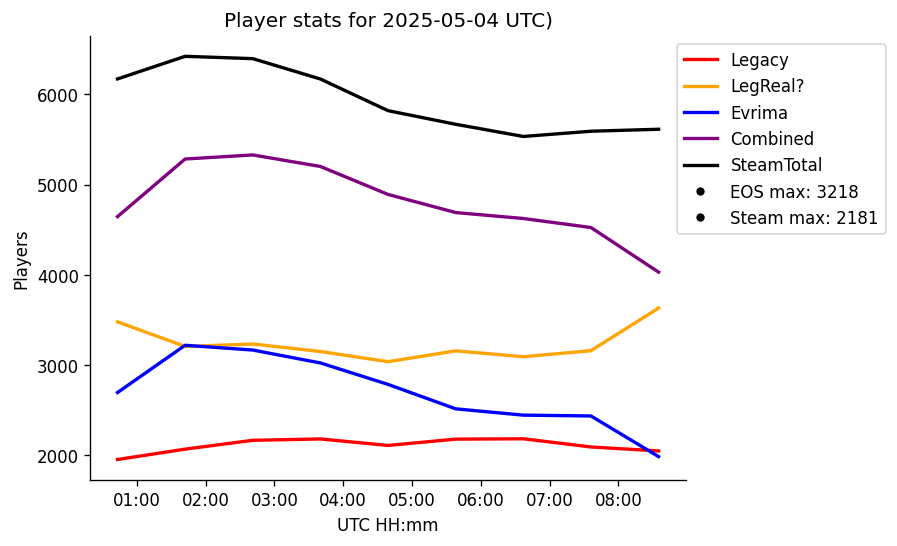 Player stats for 2025-05-04 UTC)
Legacy
LegReal?
Evrima
Combined
SteamTotal
EOS max: 3218
Steam max: 2181
Players
6000
5000
4000
3000
2000
01:00 02:00 03:00 04:00 05:00 06:00 07:00 08:00
UTC HH:mm